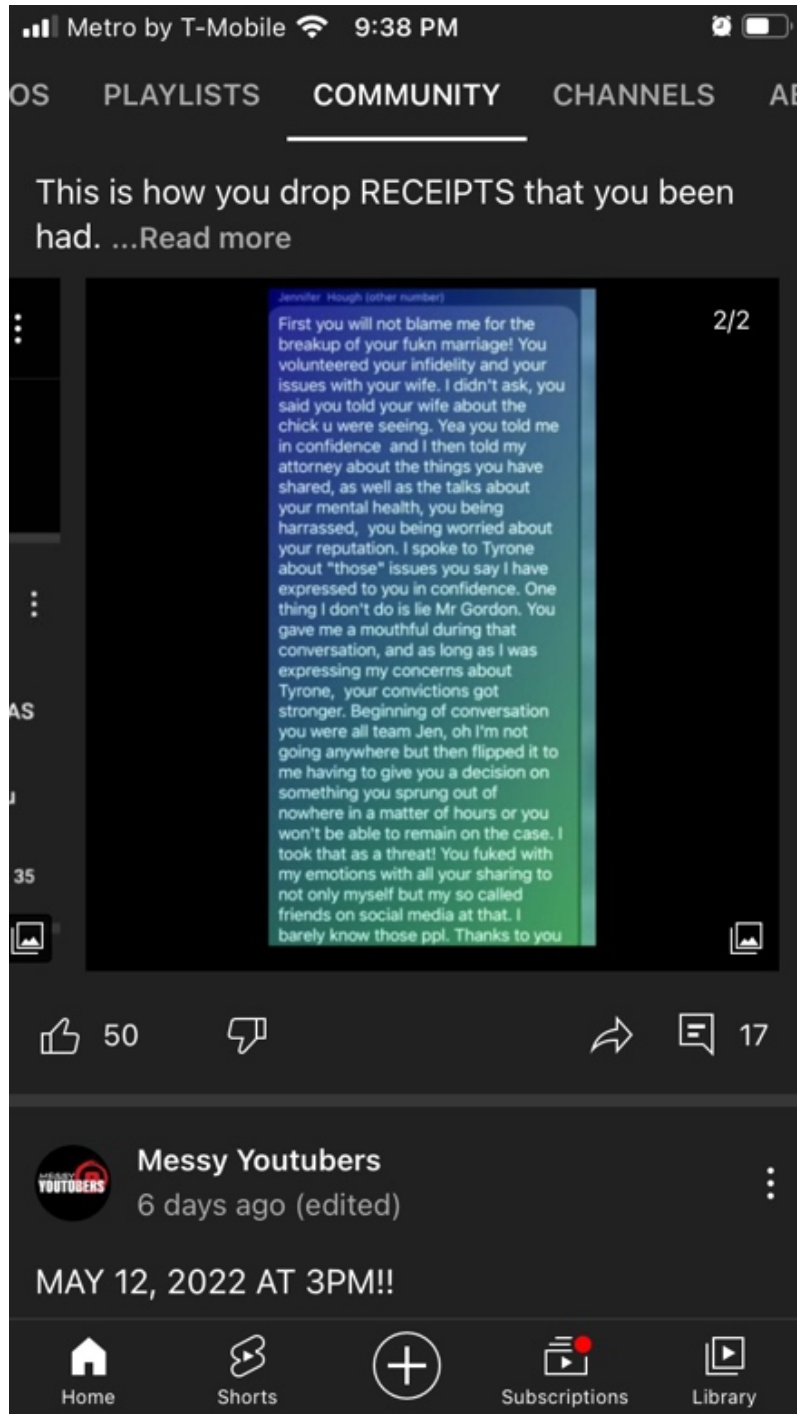 Metro by T-Mobile 9:38 PM
OS PLAYLISTS COMMUNITY CHANNELS AB
This is how you drop RECEIPTS that you been
had. ...Read more
2/2
Jennifer Hough (other number)
First you will not blame me for the
breakup of your fukn marriage! You
volunteered your infidelity and your
issues with your wife. I didn't ask, you
said you told your wife about the
chick u were seeing. Yea you told me
in confidence and I then told my
attorney about the things you have
shared, as well as the talks about
your mental health, you being
harrassed, you being worried about
your reputation. I spoke to Tyrone
about "those" issues you say I have
expressed to you in confidence. One
thing I don't do is lie Mr Gordon. You
gave me a mouthful during that
conversation, and as long as I was
expressing my concerns about
Tyrone, your convictions got
stronger. Beginning of conversation
you were all team Jen, oh I'm not
going anywhere but then flipped it to
me having to give you a decision on
something you sprung out of
nowhere in a matter of hours or you
won't be able to remain on the case. I
took that as a threat! You fuked with
my emotions with all your sharing to
not only myself but my so called
friends on social media at that. I
barely know those ppl. Thanks to you
AS
35
50 17
MESSY
YOUTUBERS
Messy Youtubers
6 days ago (edited)
MAY 12, 2022 AT 3PM!!
Home Shorts Subscriptions Library